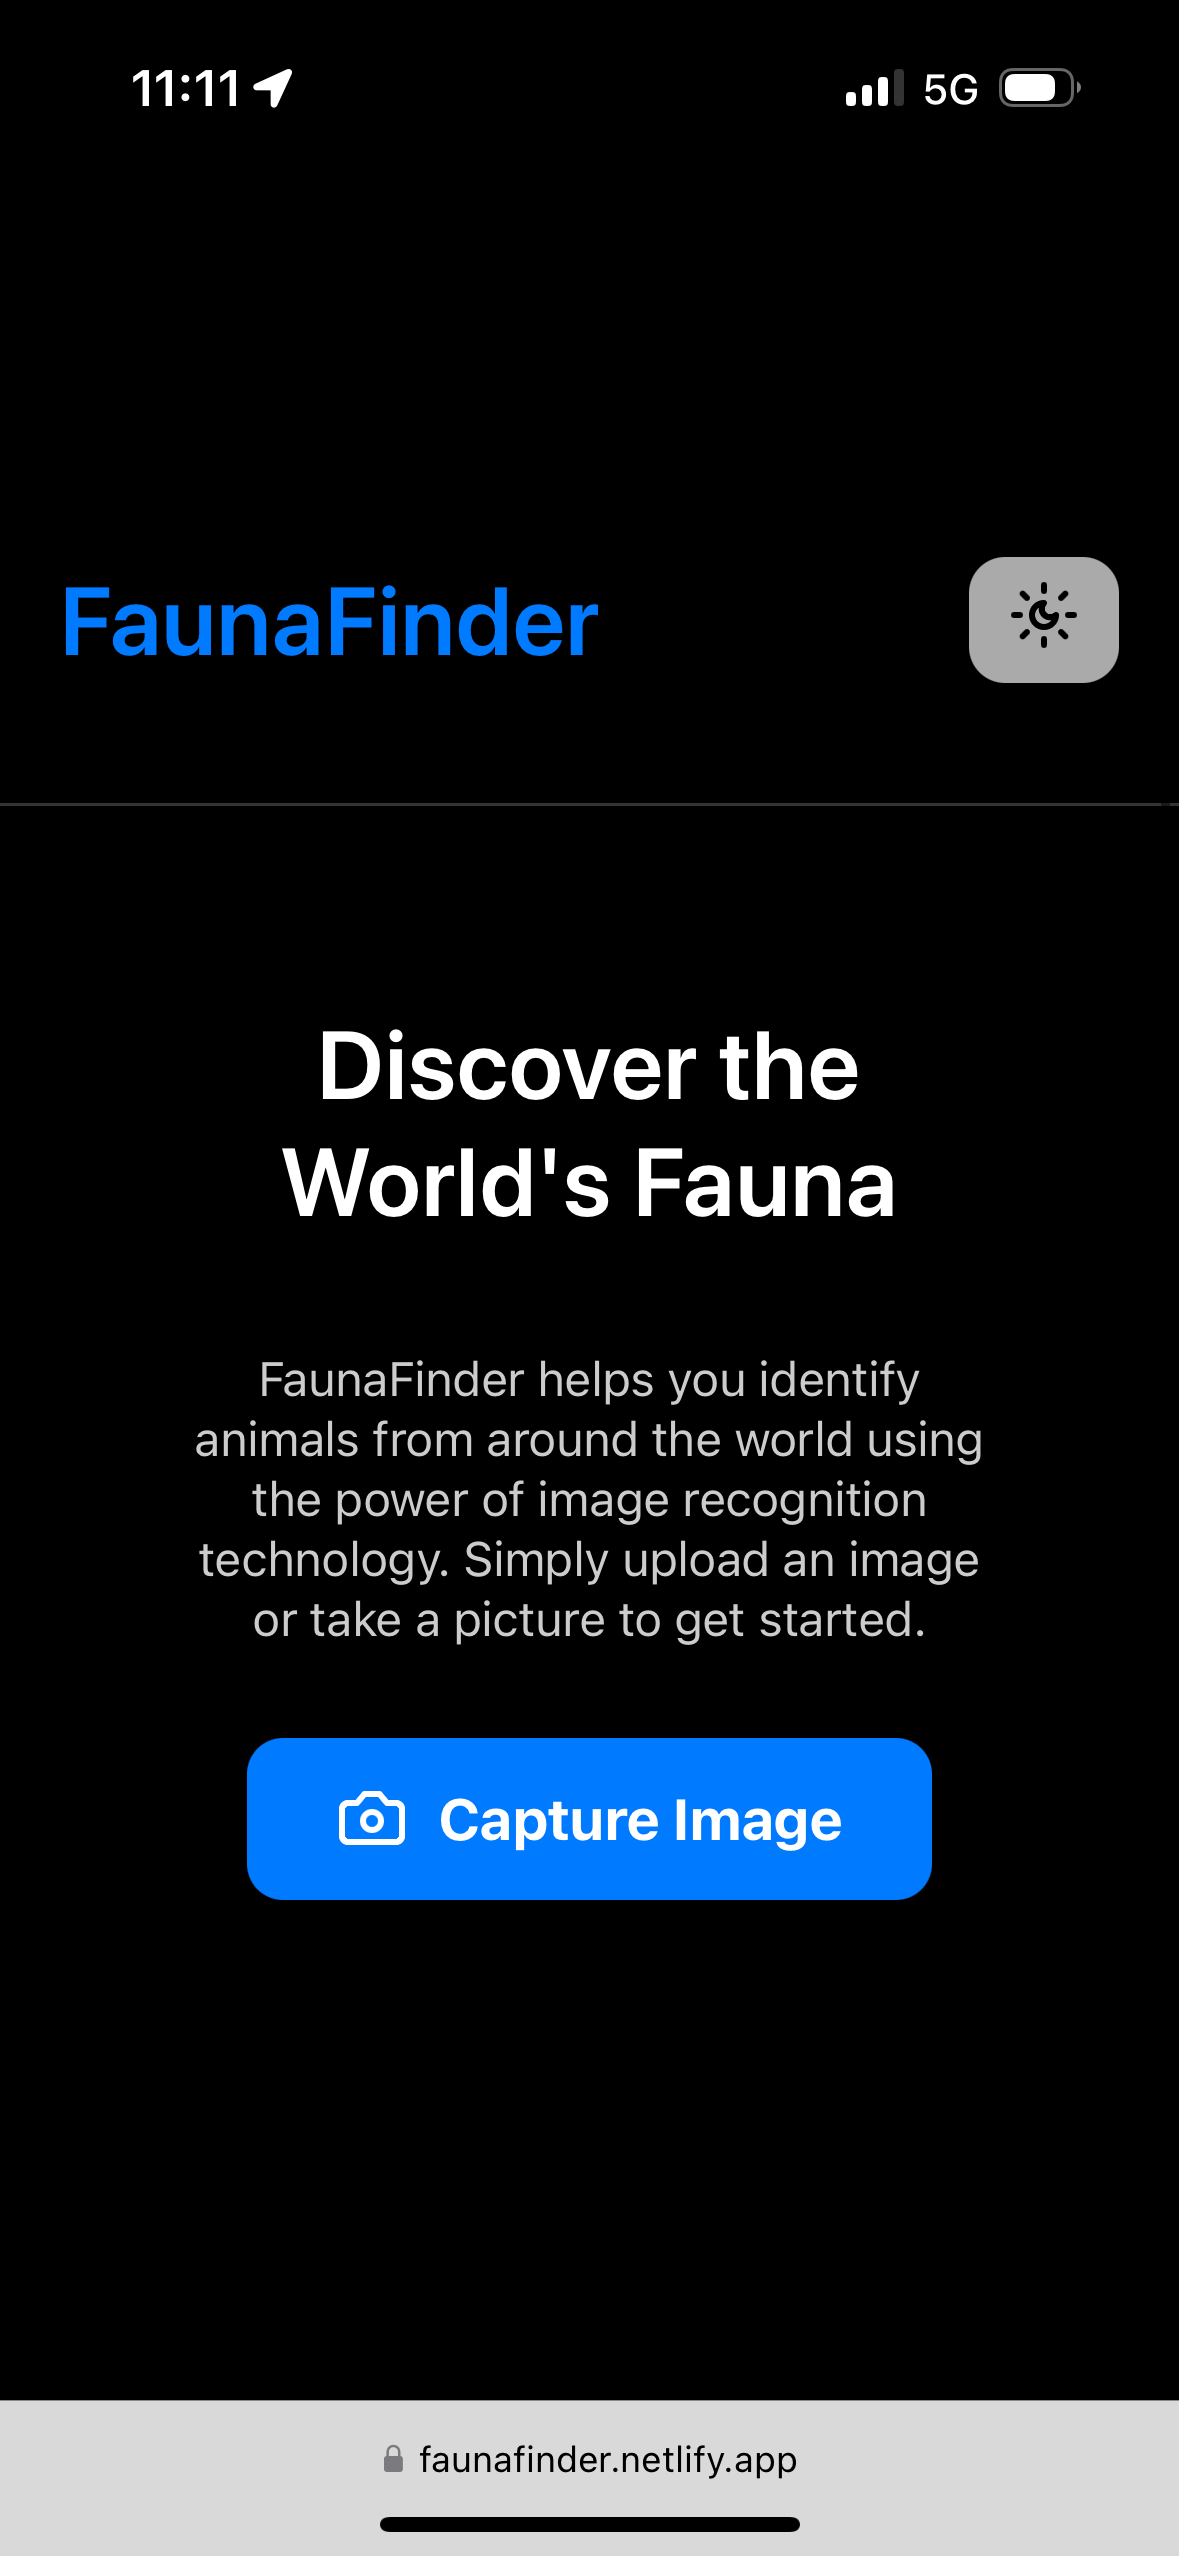 11:11
5G
FaunaFinder
Discover the
World's Fauna
FaunaFinder helps you identify
animals from around the world using
the power of image recognition
technology. Simply upload an image
or take a picture to get started.
Capture Image
faunafinder.netlify.app